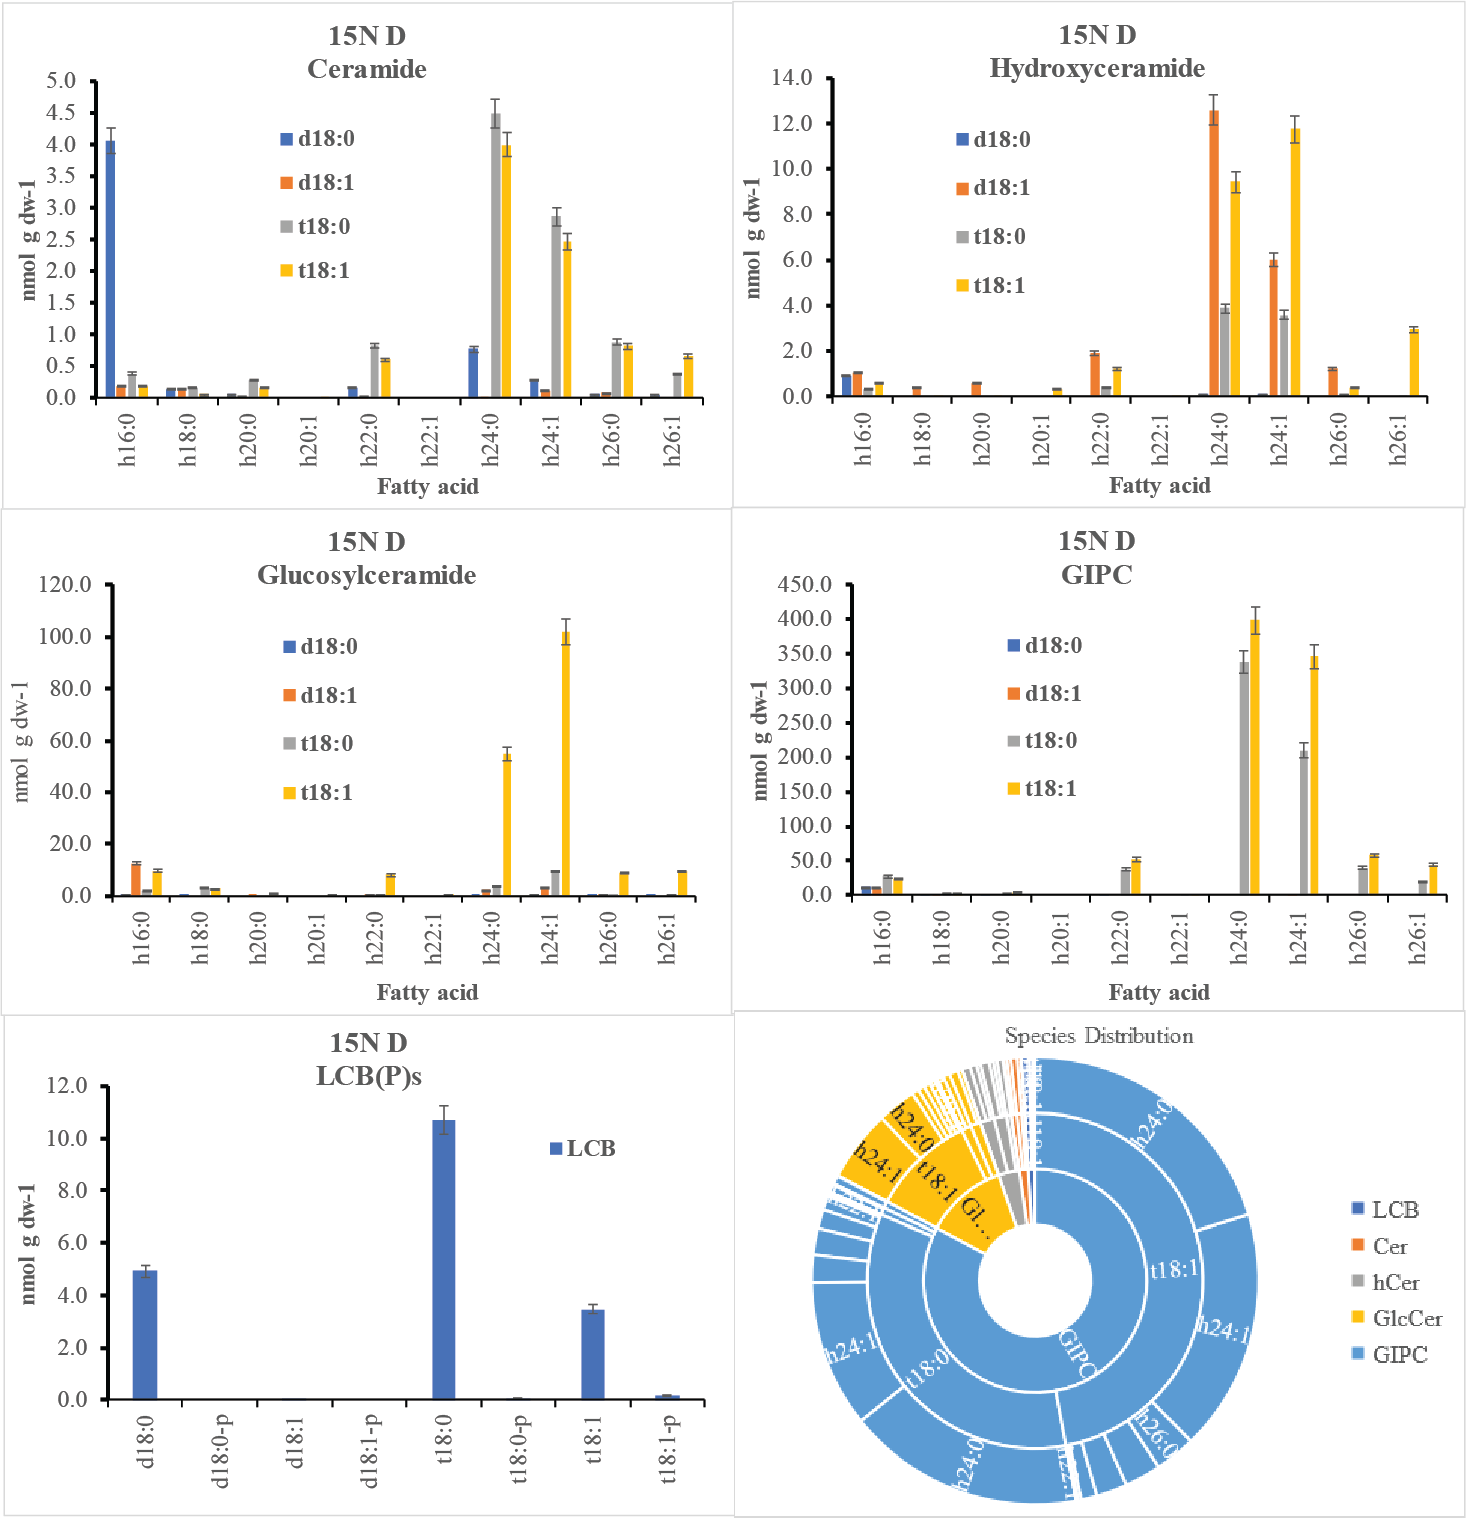 15N D
Ceramide
5.0
4.5
4.0
3.5
3.0
2.5
2.0
1.5
1.0
0.5
0.0
nmol g dw-1
d18:0
d18:1
t18:0
t18:1
h16:0
h18:0
h20:0
h20:1
h22:0
h22:1
h24:0
h24:1
h26:0
h26:1
Fatty acid
15N D
Hydroxyceramide
14.0
12.0
10.0
8.0
6.0
4.0
2.0
0.0
nmol g dw-1
d18:0
d18:1
t18:0
t18:1
h16:0
h18:0
h20:0
h20:1
h22:0
h22:1
h24:0
h24:1
h26:0
h26:1
Fatty acid
15N D
Glucosylceramide
120.0
100.0
80.0
60.0
40.0
20.0
0.0
nmol g dw-1
d18:0
d18:1
t18:0
t18:1
h16:0
h18:0
h20:0
h20:1
h22:0
h22:1
h24:0
h24:1
h26:0
h26:1
Fatty acid
15N D
GIPC
450.0
400.0
350.0
300.0
250.0
200.0
150.0
100.0
50.0
0.0
nmol g dw-1
d18:0
d18:1
t18:0
t18:1
h16:0
h18:0
h20:0
h20:1
h22:0
h22:1
h24:0
h24:1
h26:0
h26:1
Fatty acid
15N D
LCB(P)s
12.0
10.0
8.0
6.0
4.0
2.0
0.0
nmol g dw-1
LCB
d18:0
d18:0-p
d18:1
d18:1-p
t18:0
t18:0-p
t18:1
t18:1-p
Species Distribution
h24:0
h24:1
h26:0
h22:1
h24:0
h24:1
h22:1
h24:1
h24:0
t18:1
t18:0
t18:1
GIPC
Gl...
LCB
Cer
hCer
GlcCer
GIPC